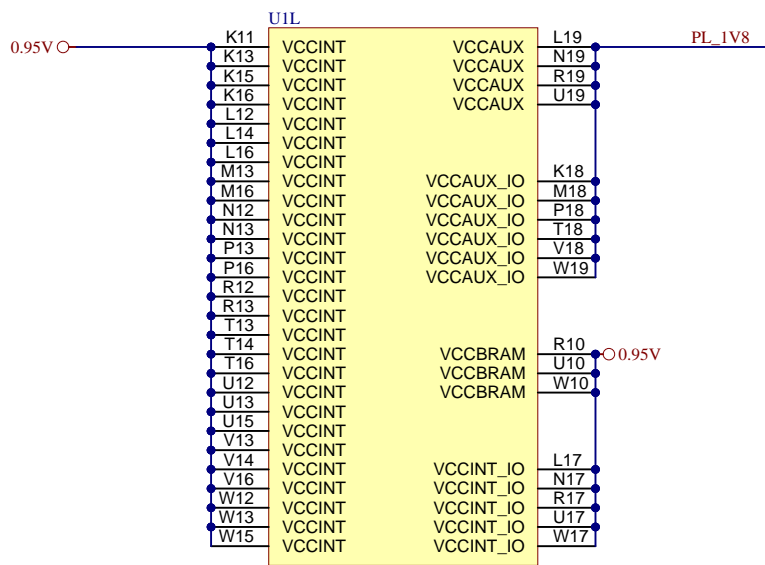 U1L
0.95V
K11 VCCINT VCCAUX L19 PL_1V8
K13 VCCINT VCCAUX N19
K15 VCCINT VCCAUX R19
K16 VCCINT VCCAUX U19
L12 VCCINT
L14 VCCINT
L16 VCCINT
M13 VCCINT VCCAUX_IO K18
M16 VCCINT VCCAUX_IO M18
N12 VCCINT VCCAUX_IO P18
N13 VCCINT VCCAUX_IO T18
P13 VCCINT VCCAUX_IO V18
P16 VCCINT VCCAUX_IO W19
R12 VCCINT
R13 VCCINT
T13 VCCINT
T14 VCCINT VCCBRAM R10 0.95V
T16 VCCINT VCCBRAM U10
U12 VCCINT VCCBRAM W10
U13 VCCINT
U15 VCCINT
V13 VCCINT
V14 VCCINT VCCINT_IO L17
V16 VCCINT VCCINT_IO N17
W12 VCCINT VCCINT_IO R17
W13 VCCINT VCCINT_IO U17
W15 VCCINT VCCINT_IO W17